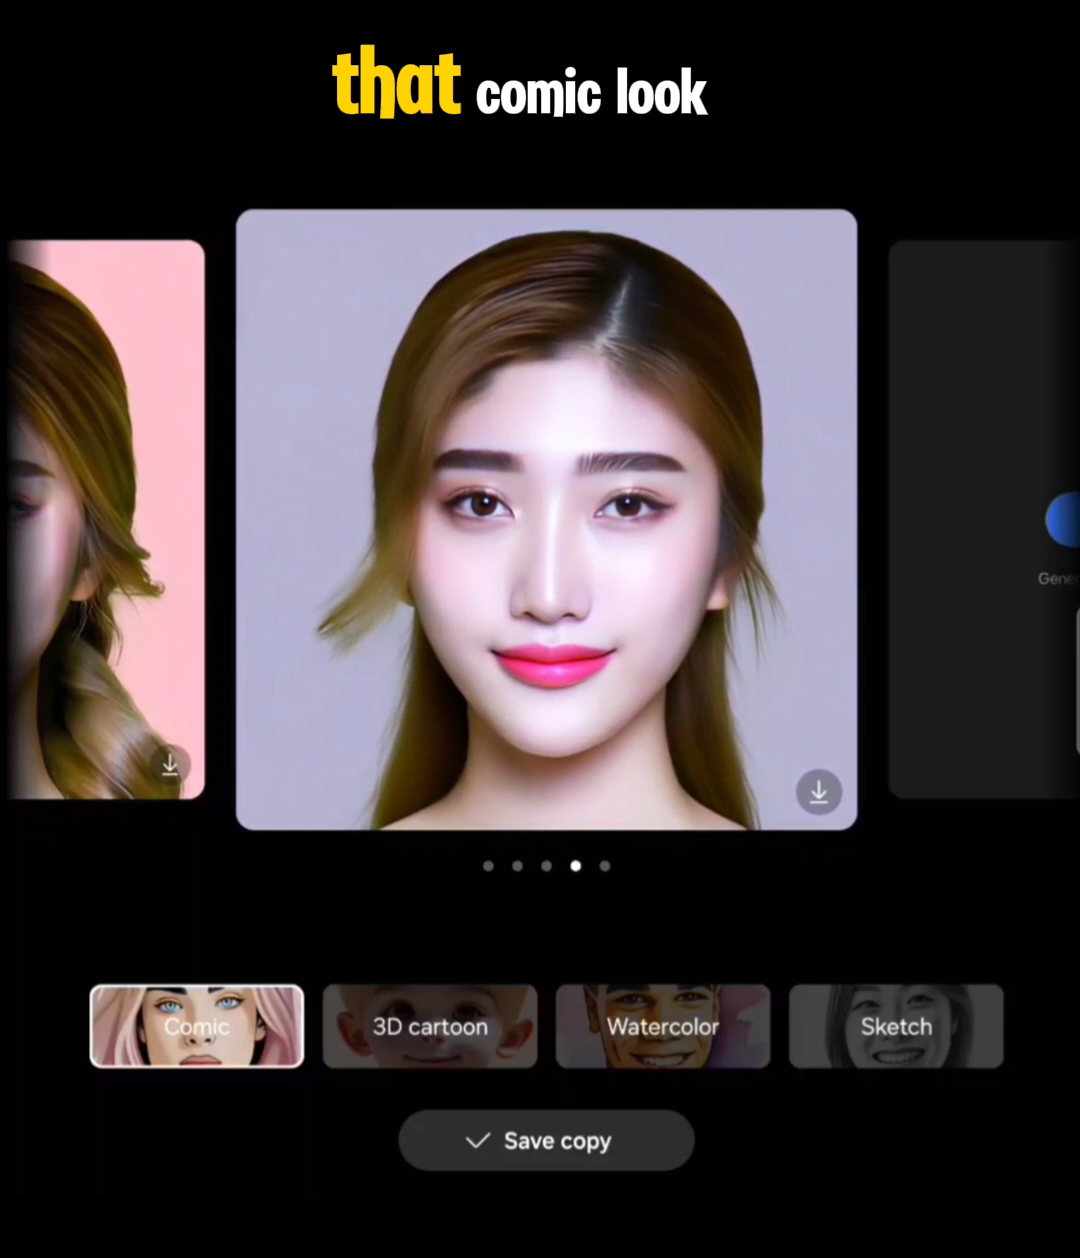 that comic look
Comic
3D cartoon
Watercolor
Sketch
Save copy